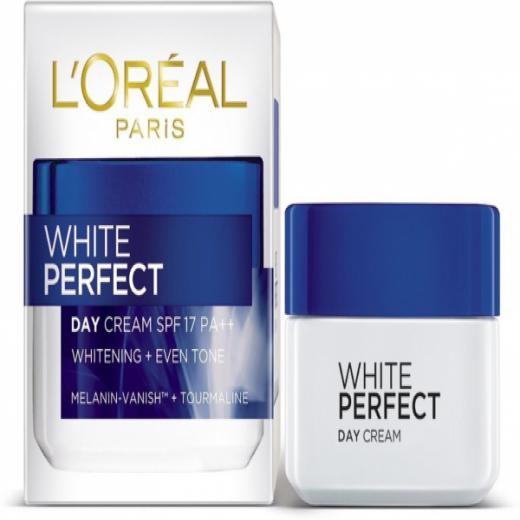 L'ORÉAL
PARIS
WHITE
PERFECT
DAY CREAM SPF 17 PA++
WHITENING + EVEN TONE
MELANIN-VANISH™ + TOURMALINE
WHITE
PERFECT
DAY CREAM